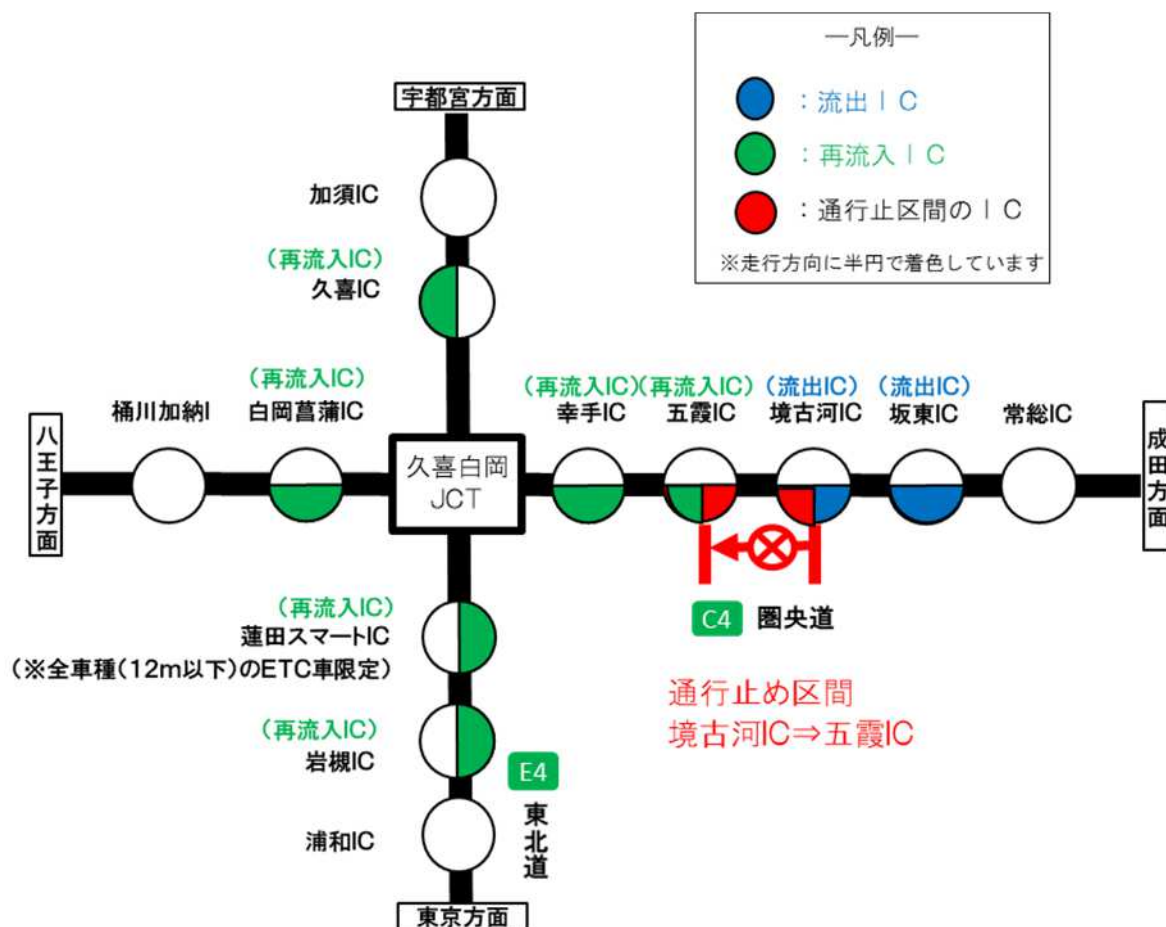 ―凡例―
：流出ＩＣ
：再流入ＩＣ
：通行止区間のＩＣ
※走行方向に半円で着色しています
宇都宮方面
加須IC
（再流入IC）
久喜IC
（再流入IC）
白岡菖蒲IC
桶川加納I
八王子方面
久喜白岡
JCT
（再流入IC）
幸手IC
（再流入IC）
五霞IC
（流出IC）
境古河IC
（流出IC）
坂東IC
常総IC
成田方面
C4 圏央道
通行止め区間
境古河IC⇒五霞IC
（再流入IC）
蓮田スマートIC
（※全車種（12m以下）のETC車限定）
（再流入IC）
岩槻IC
E4
東北道
浦和IC
東京方面